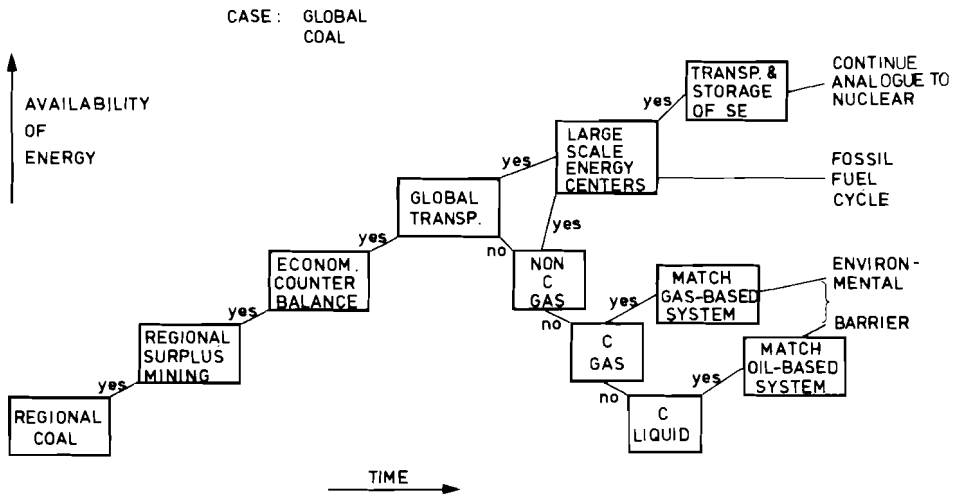 CASE: GLOBAL
COAL
AVAILABILITY
OF
ENERGY
TRANSP. &
STORAGE
OF SE
CONTINUE
ANALOGUE TO
NUCLEAR
yes
LARGE
SCALE
ENERGY
CENTERS
FOSSIL
FUEL
CYCLE
yes
GLOBAL
TRANSP.
yes
no
yes
NON
C
GAS
ECONOM.
COUNTER
BALANCE
yes
no
MATCH
GAS-BASED
SYSTEM
ENVIRON-
MENTAL
BARRIER
yes
REGIONAL
SURPLUS
MINING
yes
C
GAS
no
yes
MATCH
OIL-BASED
SYSTEM
REGIONAL
COAL
C
LIQUID
TIME